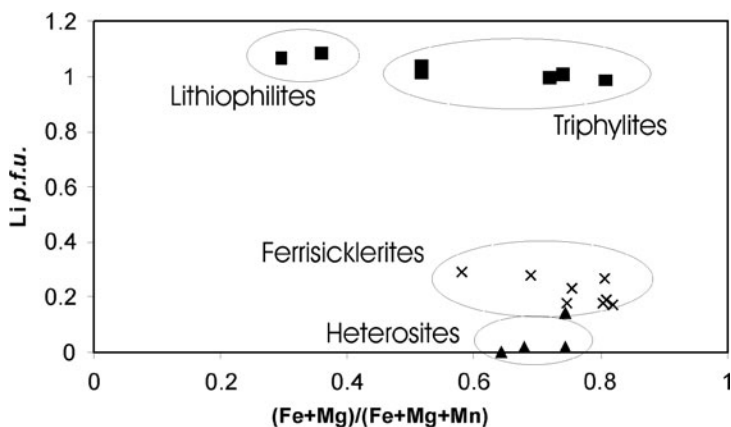 1.2
1
0.8
0.6
0.4
0.2
0
Li p.f.u.
Lithiophilites
Triphylites
Ferrisicklerites
Heterosites
0 0.2 0.4 0.6 0.8 1
(Fe+Mg)/(Fe+Mg+Mn)